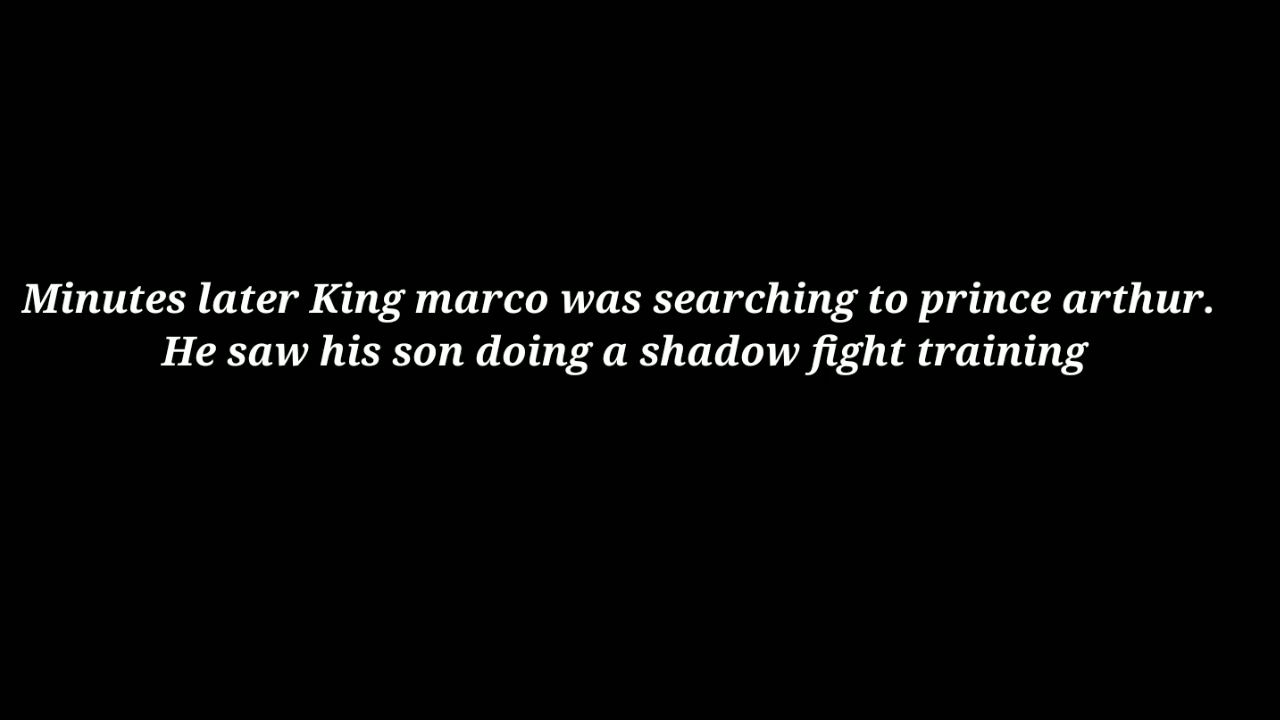 Minutes later King marco was searching to prince arthur.
He saw his son doing a shadow fight training